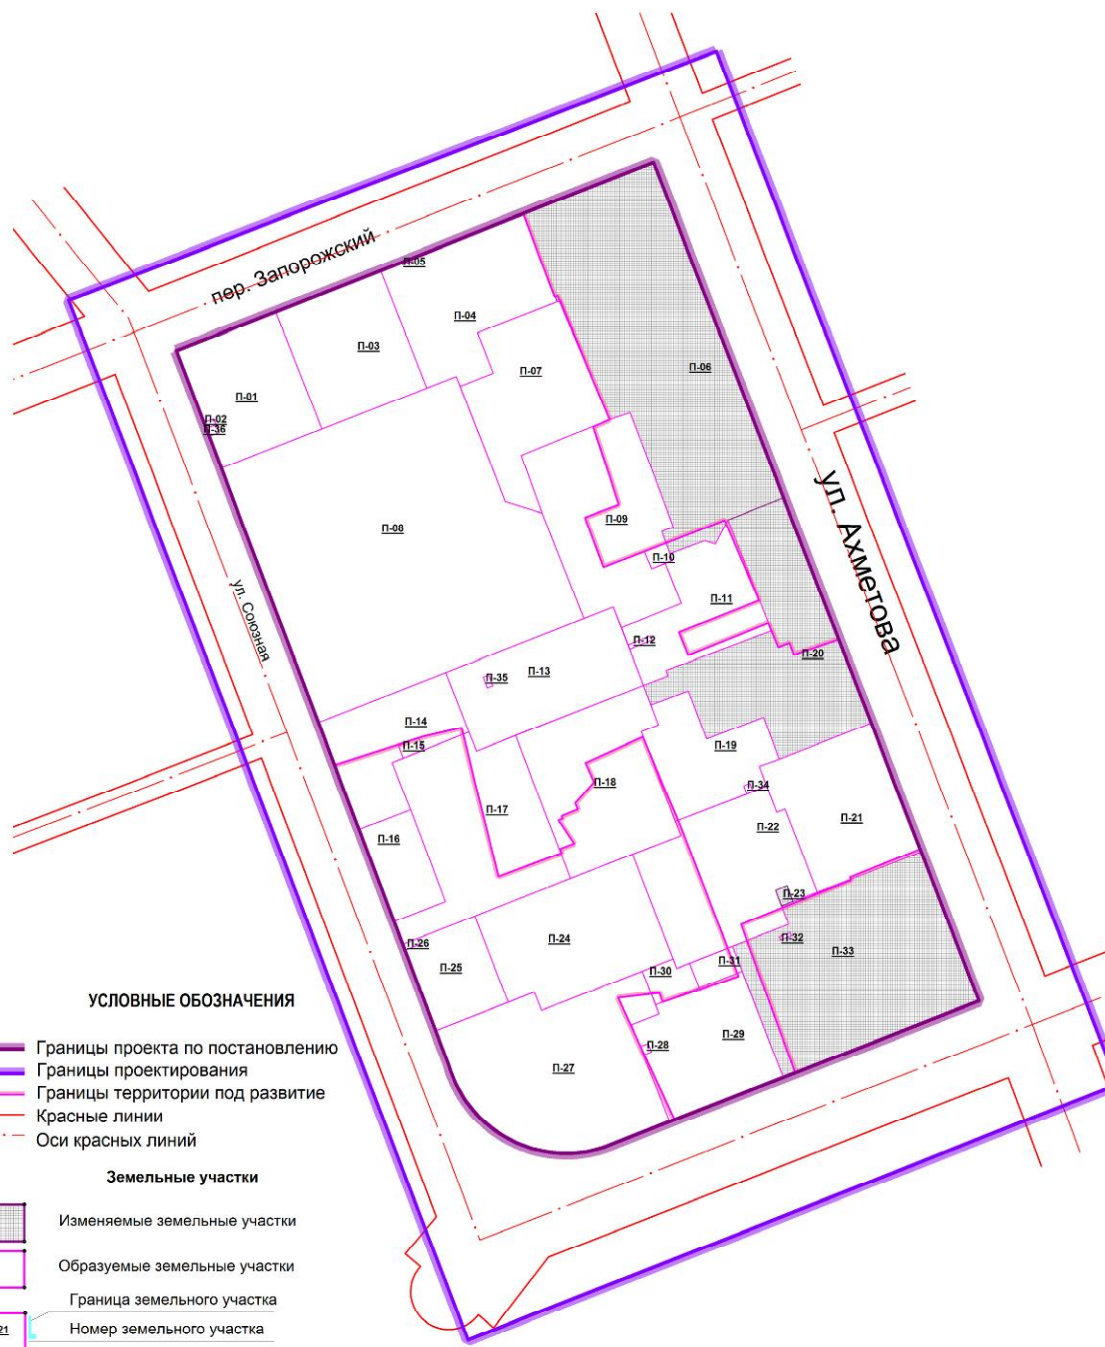 пер. Запорожский
П-05
П-04
П-03
П-07
П-06
П-01
П-02
П-36
ул. Ахметова
П-09
П-08
П-10
ул. Союзная
П-11
П-12
П-20
П-35
П-13
П-14
П-15
П-19
П-18
П-34
П-17
П-16
П-22
П-21
П-23
П-26
П-24
П-32
П-33
П-25
П-30
П-31
П-29
П-28
П-27
УСЛОВНЫЕ ОБОЗНАЧЕНИЯ
Границы проекта по постановлению
Границы проектирования
Границы территории под развитие
Красные линии
Оси красных линий
Земельные участки
Изменяемые земельные участки
Образуемые земельные участки
Граница земельного участка
21
Номер земельного участка